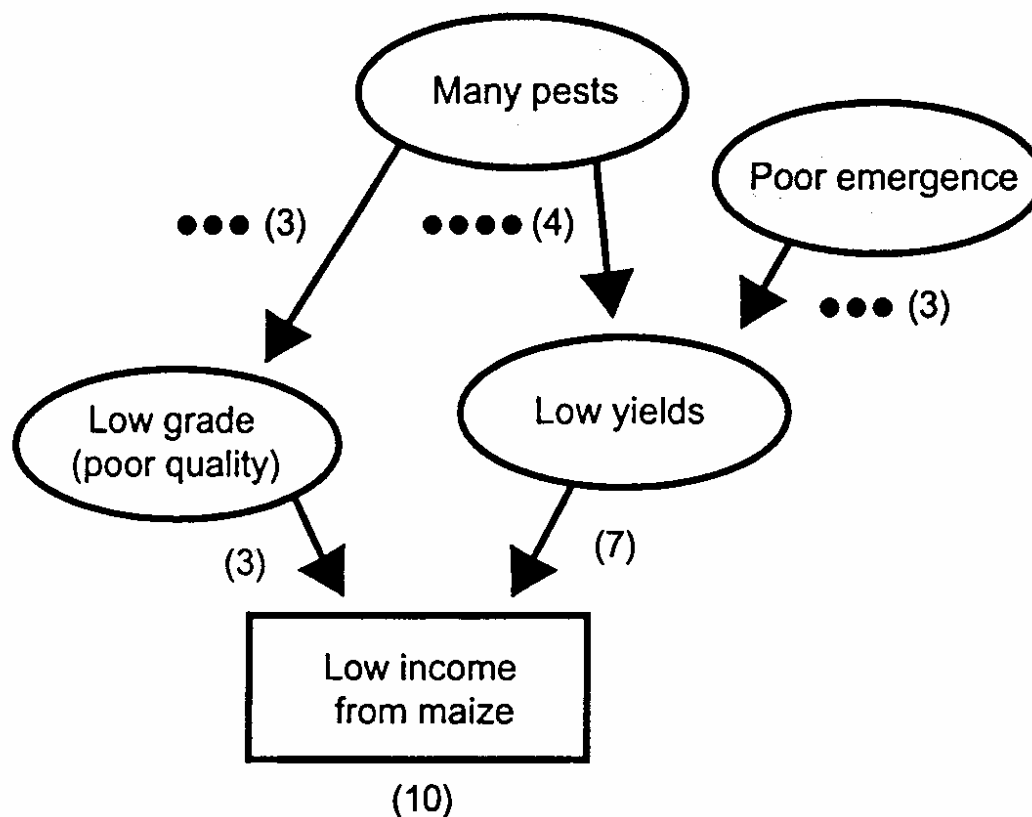 Many pests
Poor emergence
●●● (3)
●●●● (4)
●●● (3)
Low grade
(poor quality)
Low yields
(3)
(7)
Low income
from maize
(10)